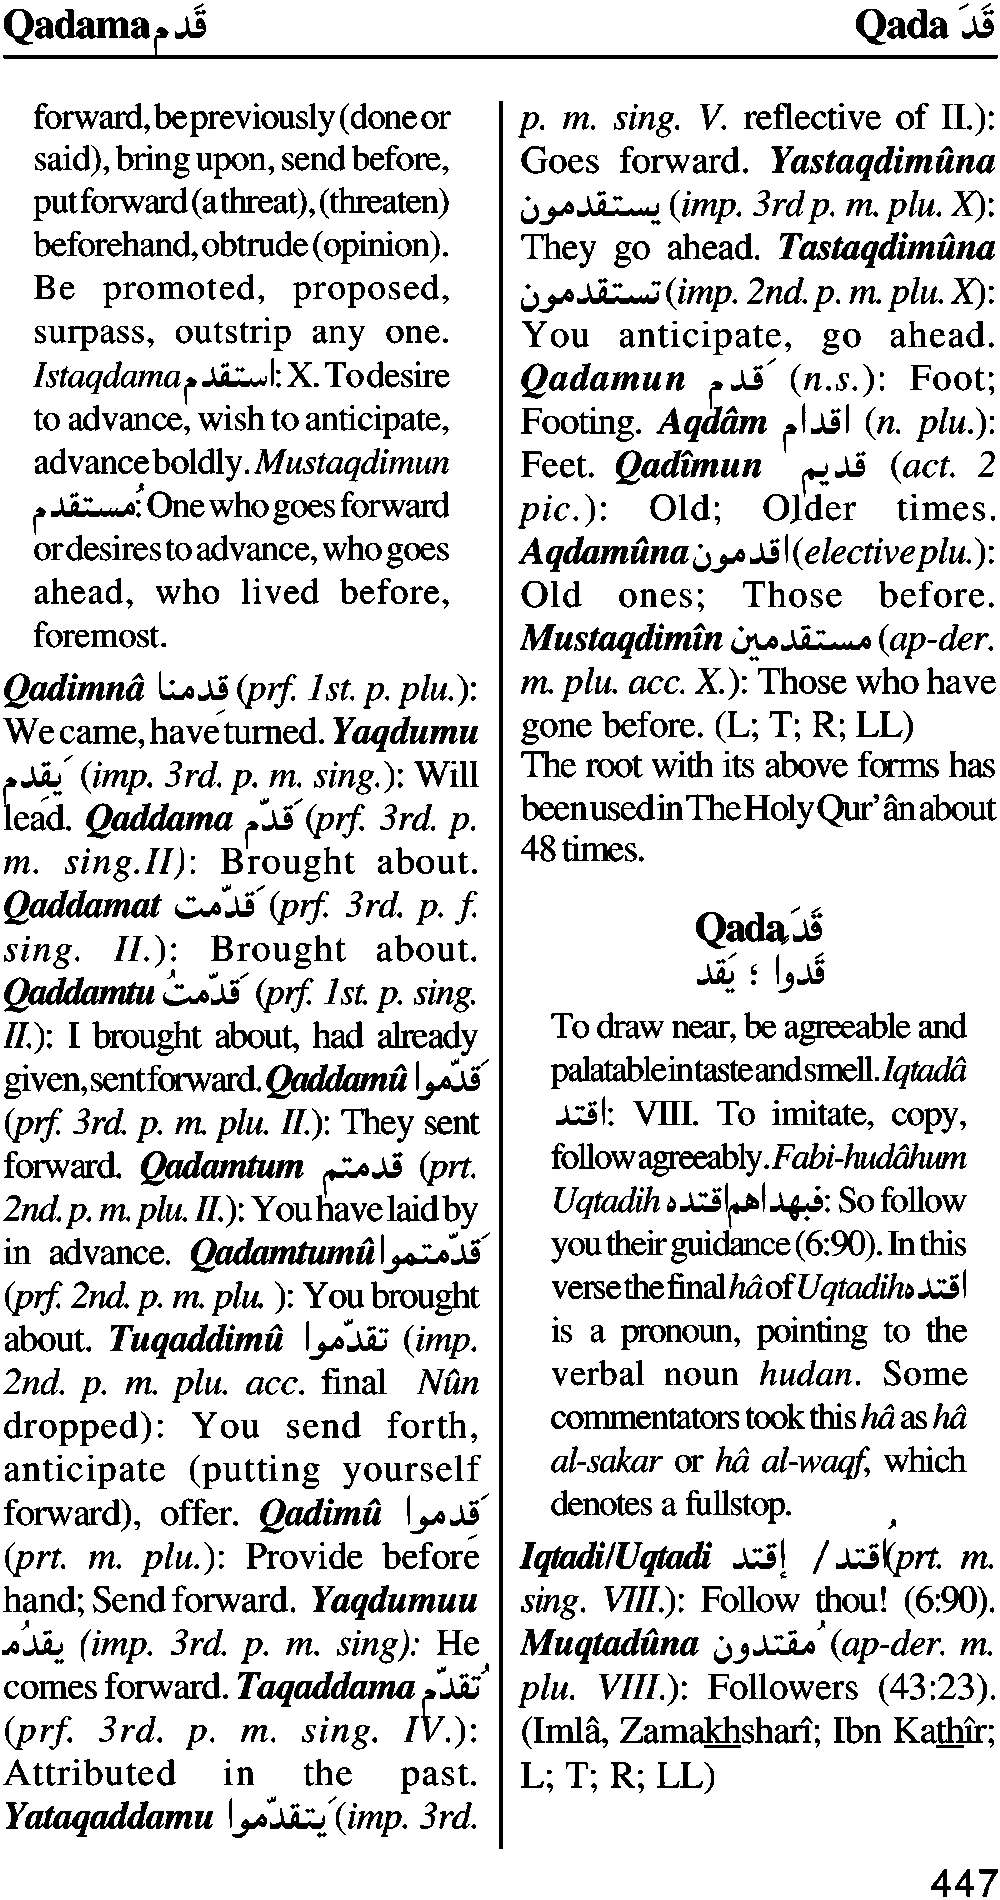 Qadama قَدم
Qada قَدَ
forward, be previously (done or
said), bring upon, send before,
put forward (a threat), (threaten)
beforehand, obtrude (opinion).
Be promoted, proposed,
surpass, outstrip any one.
Istaqdama استقدم: X. To desire
to advance, wish to anticipate,
advance boldly. Mustaqdimun
مُستقدم: One who goes forward
or desires to advance, who goes
ahead, who lived before,
foremost.
Qadimnâ قَدِمنا (prf. 1st. p. plu.):
We came, have turned. Yaqdumu
يَقدم (imp. 3rd. p. m. sing.): Will
lead. Qaddama قَدّم (prf. 3rd. p.
m. sing.II): Brought about.
Qaddamat قَدّمت (prf. 3rd. p. f.
sing. II.): Brought about.
Qaddamtu قَدّمتُ (prf. 1st. p. sing.
II.): I brought about, had already
given, sent forward. Qaddamû قَدّموا
(prf. 3rd. p. m. plu. II.): They sent
forward. Qadamtum قدمتم (prt.
2nd. p. m. plu. II.): You have laid by
in advance. Qadamtumû قَدّمتموا
(prf. 2nd. p. m. plu. ): You brought
about. Tuqaddimû تقدّموا (imp.
2nd. p. m. plu. acc. final Nûn
dropped): You send forth,
anticipate (putting yourself
forward), offer. Qadimû قَدِموا
(prt. m. plu.): Provide before
hand; Send forward. Yaqdumuu
يقدُم (imp. 3rd. p. m. sing): He
comes forward. Taqaddama تُقدّم
(prf. 3rd. p. m. sing. IV.):
Attributed in the past.
Yataqaddamu يَتقدّموا (imp. 3rd.
p. m. sing. V. reflective of II.):
Goes forward. Yastaqdimûna
يستقدمون (imp. 3rd p. m. plu. X):
They go ahead. Tastaqdimûna
تستقدمون (imp. 2nd. p. m. plu. X):
You anticipate, go ahead.
Qadamun قَدم (n.s.): Foot;
Footing. Aqdâm اقدام (n. plu.):
Feet. Qadîmun قديم (act. 2
pic.): Old; Older times.
Aqdamûna اقدمون (elective plu.):
Old ones; Those before.
Mustaqdimîn مستقدمين (ap-der.
m. plu. acc. X.): Those who have
gone before. (L; T; R; LL)
The root with its above forms has
been used in The Holy Qur'ân about
48 times.
Qada قَدَ
قَدوا ؛ يَقد
To draw near, be agreeable and
palatable in taste and smell. Iqtadâ
اقتد: VIII. To imitate, copy,
follow agreeably. Fabi-hudâhum
Uqtadih فبهداهم اقتده: So follow
you their guidance (6:90). In this
verse the final hâ of Uqtadih اقتده
is a pronoun, pointing to the
verbal noun hudan. Some
commentators took this hâ as hâ
al-sakar or hâ al-waqf, which
denotes a fullstop.
Iqtadi/Uqtadi اُقتد / إقتد (prt. m.
sing. VIII.): Follow thou! (6:90).
Muqtadûna مُقتدون (ap-der. m.
plu. VIII.): Followers (43:23).
(Imlâ, Zamakhsharî; Ibn Kathîr;
L; T; R; LL)
447